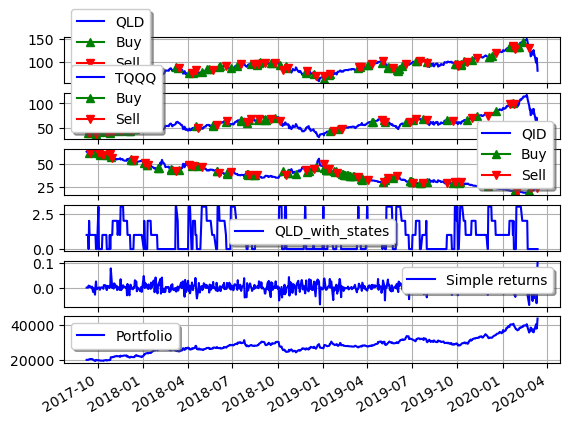 QLD
Buy
Sell
150
100
TQQQ
Buy
Sell
100
50
QID
Buy
Sell
50
25
QLD_with_states
2.5
0.0
Simple returns
0.1
0.0
Portfolio
40000
20000
2017-10
2018-01
2018-04
2018-07
2018-10
2019-01
2019-04
2019-07
2019-10
2020-01
2020-04